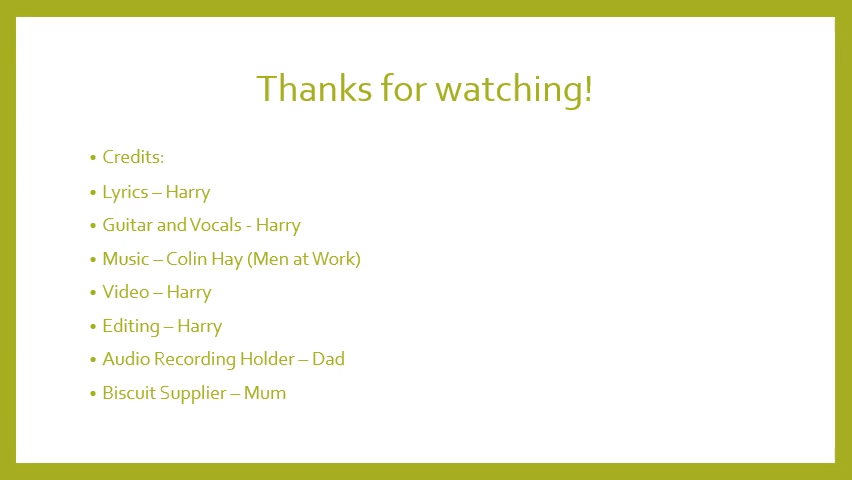 Thanks for watching!
• Credits:
• Lyrics – Harry
• Guitar and Vocals - Harry
• Music – Colin Hay (Men at Work)
• Video – Harry
• Editing – Harry
• Audio Recording Holder – Dad
• Biscuit Supplier – Mum